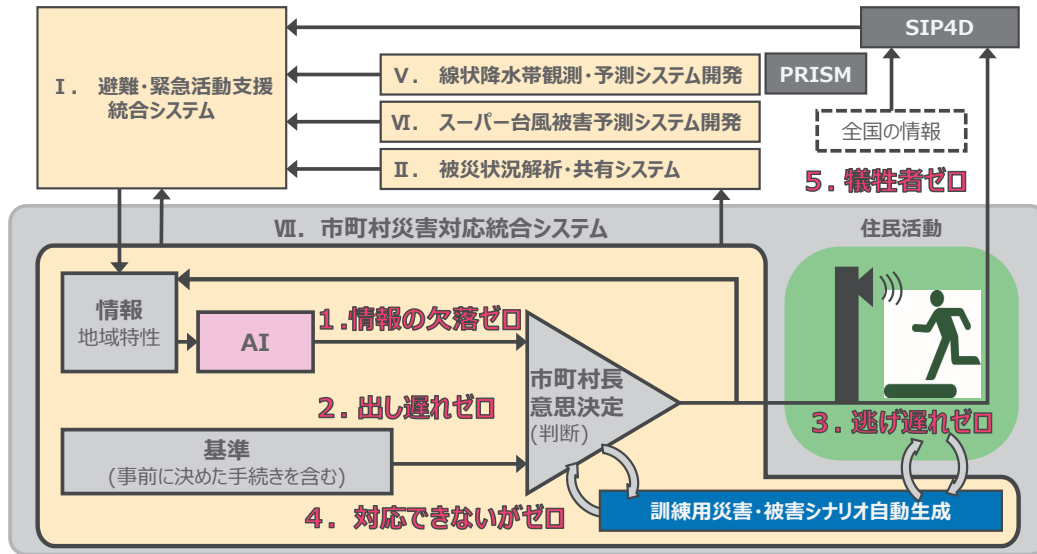 SIP4D
Ⅰ. 避難・緊急活動支援
統合システム
Ⅴ. 線状降水帯観測・予測システム開発
PRISM
Ⅵ. スーパー台風被害予測システム開発
全国の情報
Ⅱ. 被災状況解析・共有システム
5. 犠牲者ゼロ
Ⅶ. 市町村災害対応統合システム
住民活動
情報
地域特性
AI
1.情報の欠落ゼロ
市町村長
意思決定
(判断)
2. 出し遅れゼロ
3. 逃げ遅れゼロ
基準
(事前に決めた手続きを含む)
4. 対応できないがゼロ
訓練用災害・被害シナリオ自動生成